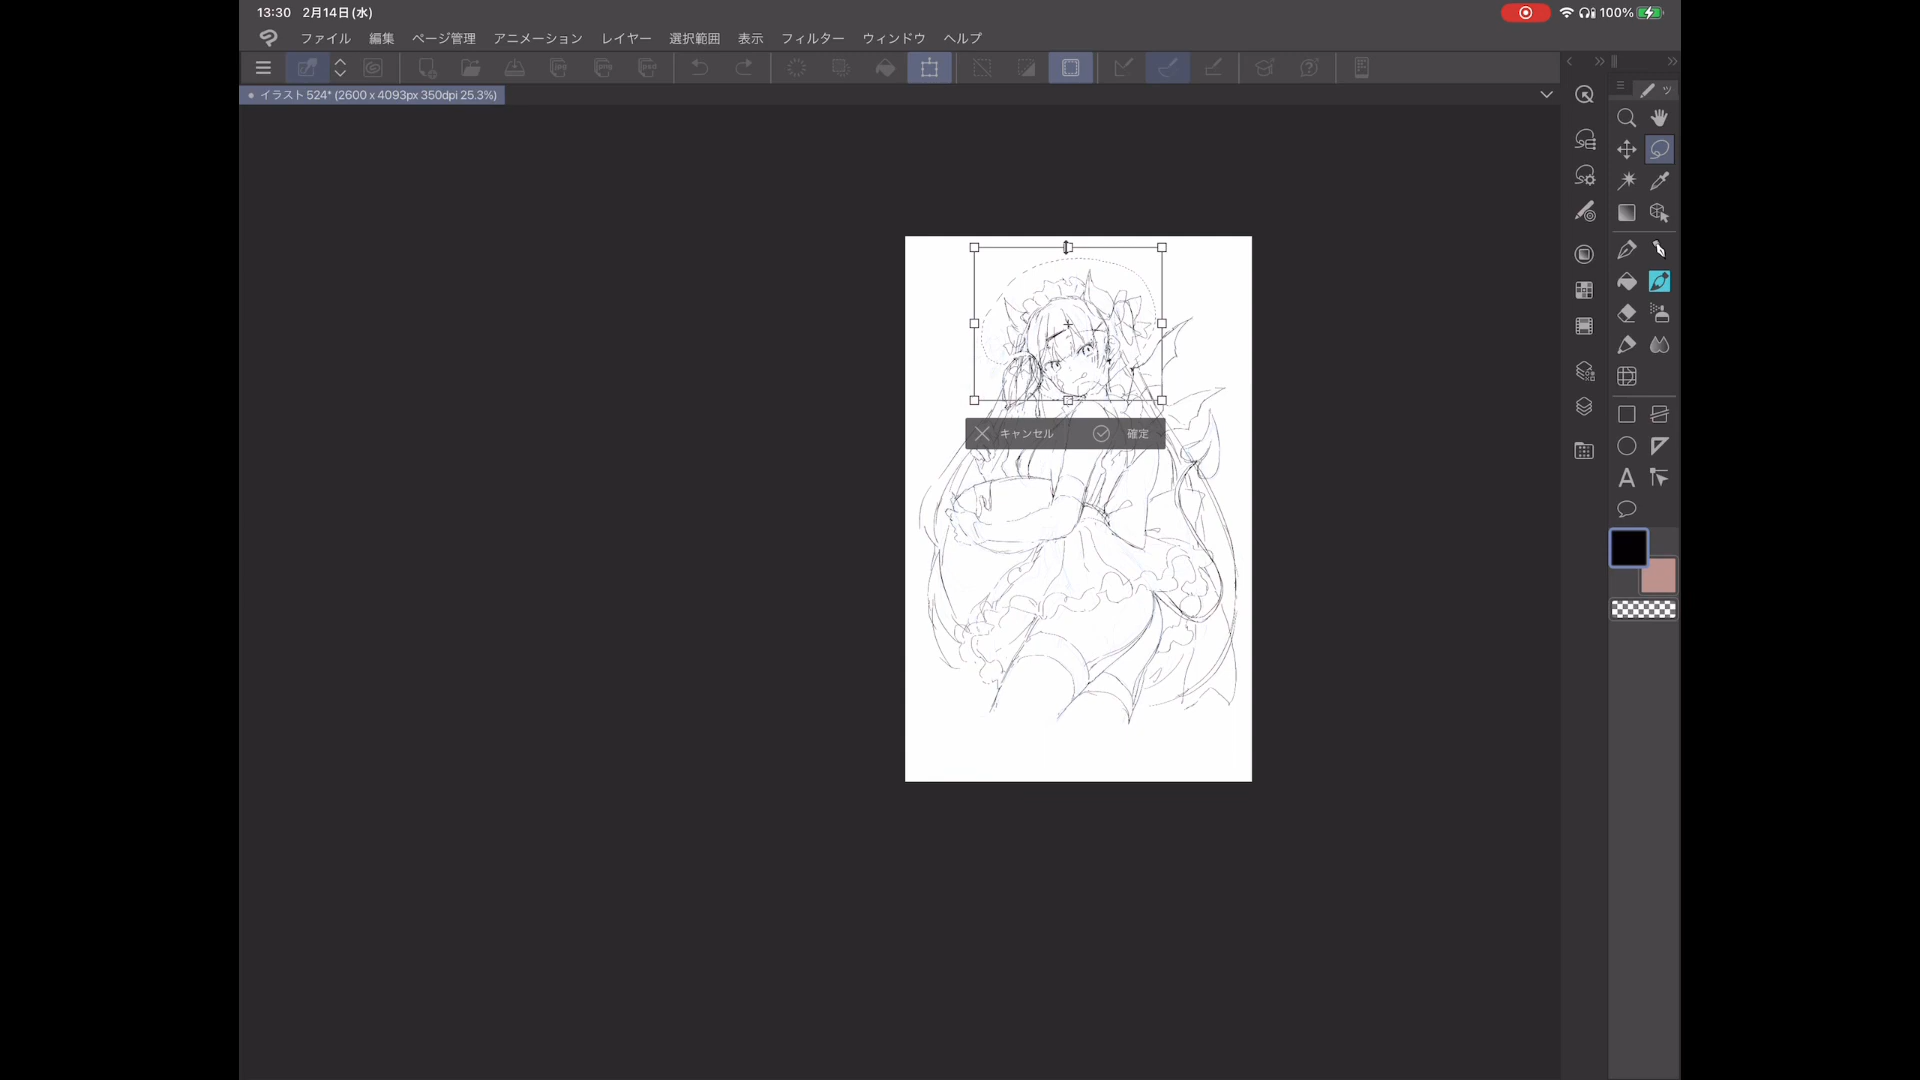 13:30 2月14日(水) 100%
ファイル 編集 ページ管理 アニメーション レイヤー 選択範囲 表示 フィルター ウィンドウ ヘルプ
イラスト524* (2600 x 4093px 350dpi 25.3%)
ツ
キャンセル 確定
A